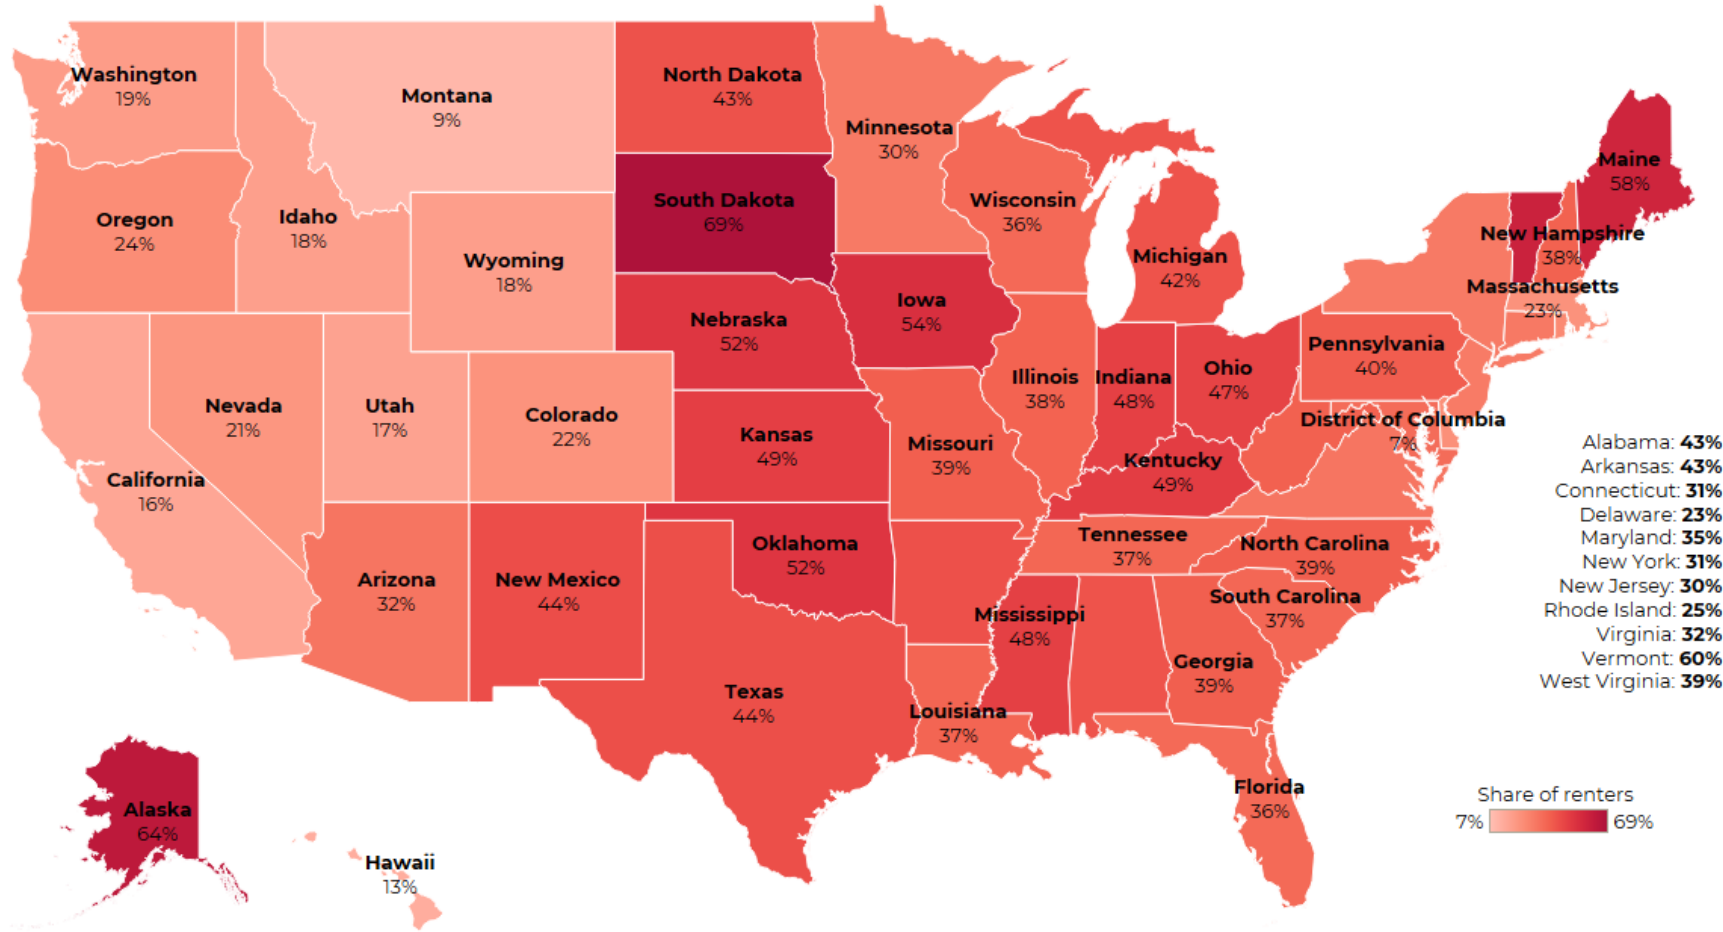 Washington
19%
Montana
9%
North Dakota
43%
Minnesota
30%
Maine
58%
Oregon
24%
Idaho
18%
South Dakota
69%
Wisconsin
36%
New Hampshire
38%
Wyoming
18%
Michigan
42%
Massachusetts
23%
Nebraska
52%
Iowa
54%
Pennsylvania
40%
Nevada
21%
Utah
17%
Colorado
22%
Illinois
38%
Indiana
48%
Ohio
47%
District of Columbia
7%
Kansas
49%
Missouri
39%
Kentucky
49%
California
16%
Arizona
32%
New Mexico
44%
Oklahoma
52%
Tennessee
37%
North Carolina
39%
South Carolina
37%
Mississippi
48%
Georgia
39%
Texas
44%
Louisiana
37%
Florida
36%
Alaska
64%
Hawaii
13%
Alabama: 43%
Arkansas: 43%
Connecticut: 31%
Delaware: 23%
Maryland: 35%
New York: 31%
New Jersey: 30%
Rhode Island: 25%
Virginia: 32%
Vermont: 60%
West Virginia: 39%
Share of renters
7% 69%